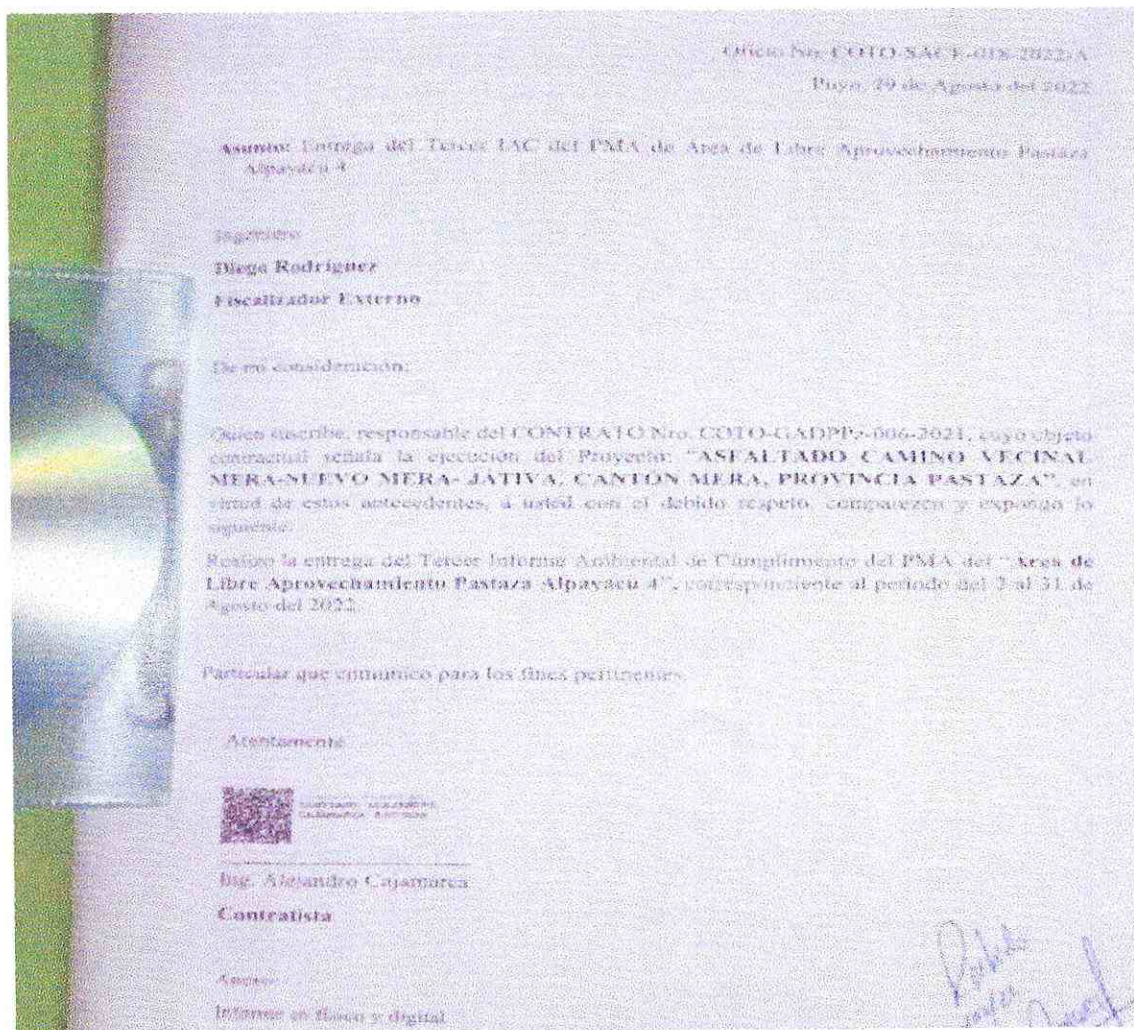 Oficio No. COTO-SACE-018-2022-A
Puyo, 29 de Agosto del 2022
Asunto: Entrega del Tercer IAC del PMA de Area de Libre Aprovechamiento Pastaza
Alpayacu 4
Ingeniero
Diego Rodriguez
Fiscalizador Externo
De mi consideración:
Quien suscribe, responsable del CONTRATO Nro. COTO-GADPPz-006-2021, cuyo objeto
contractual señala la ejecución del Proyecto: “ASFALTADO CAMINO VECINAL
MERA-NUEVO MERA- JÁTIVA, CANTÓN MERA, PROVINCIA PASTAZA”, en
virtud de estos antecedentes, a usted con el debido respeto, comparezco y expongo lo
siguiente:
Realizo la entrega del Tercer Informe Ambiental de Cumplimento del PMA del “Area de
Libre Aprovechamiento Pastaza Alpayacu 4”, correspondiente al periodo del 2 al 31 de
Agosto del 2022.
Particular que comunico para los fines pertinentes.
Atentamente
Ing. Alejandro Cajamarca
Contratista
Anexo:
Informe en físico y digital